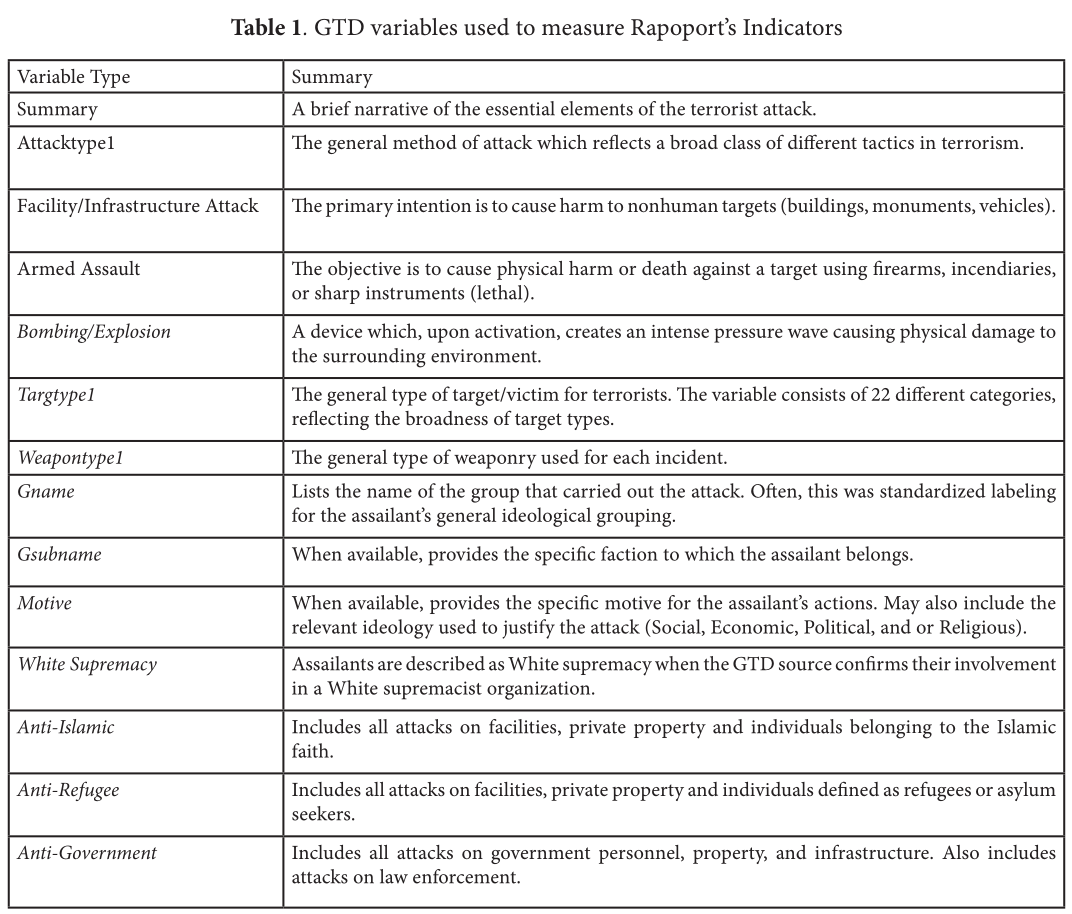 Table 1. GTD variables used to measure Rapoport’s Indicators
Variable Type
Summary
Summary
A brief narrative of the essential elements of the terrorist attack.
Attacktype1
The general method of attack which reflects a broad class of different tactics in terrorism.
Facility/Infrastructure Attack
The primary intention is to cause harm to nonhuman targets (buildings, monuments, vehicles).
Armed Assault
The objective is to cause physical harm or death against a target using firearms, incendiaries,
or sharp instruments (lethal).
Bombing/Explosion
A device which, upon activation, creates an intense pressure wave causing physical damage to
the surrounding environment.
Targtype1
The general type of target/victim for terrorists. The variable consists of 22 different categories,
reflecting the broadness of target types.
Weapontype1
The general type of weaponry used for each incident.
Gname
Lists the name of the group that carried out the attack. Often, this was standardized labeling
for the assailant’s general ideological grouping.
Gsubname
When available, provides the specific faction to which the assailant belongs.
Motive
When available, provides the specific motive for the assailant’s actions. May also include the
relevant ideology used to justify the attack (Social, Economic, Political, and or Religious).
White Supremacy
Assailants are described as White supremacy when the GTD source confirms their involvement
in a White supremacist organization.
Anti-Islamic
Includes all attacks on facilities, private property and individuals belonging to the Islamic
faith.
Anti-Refugee
Includes all attacks on facilities, private property and individuals defined as refugees or asylum
seekers.
Anti-Government
Includes all attacks on government personnel, property, and infrastructure. Also includes
attacks on law enforcement.